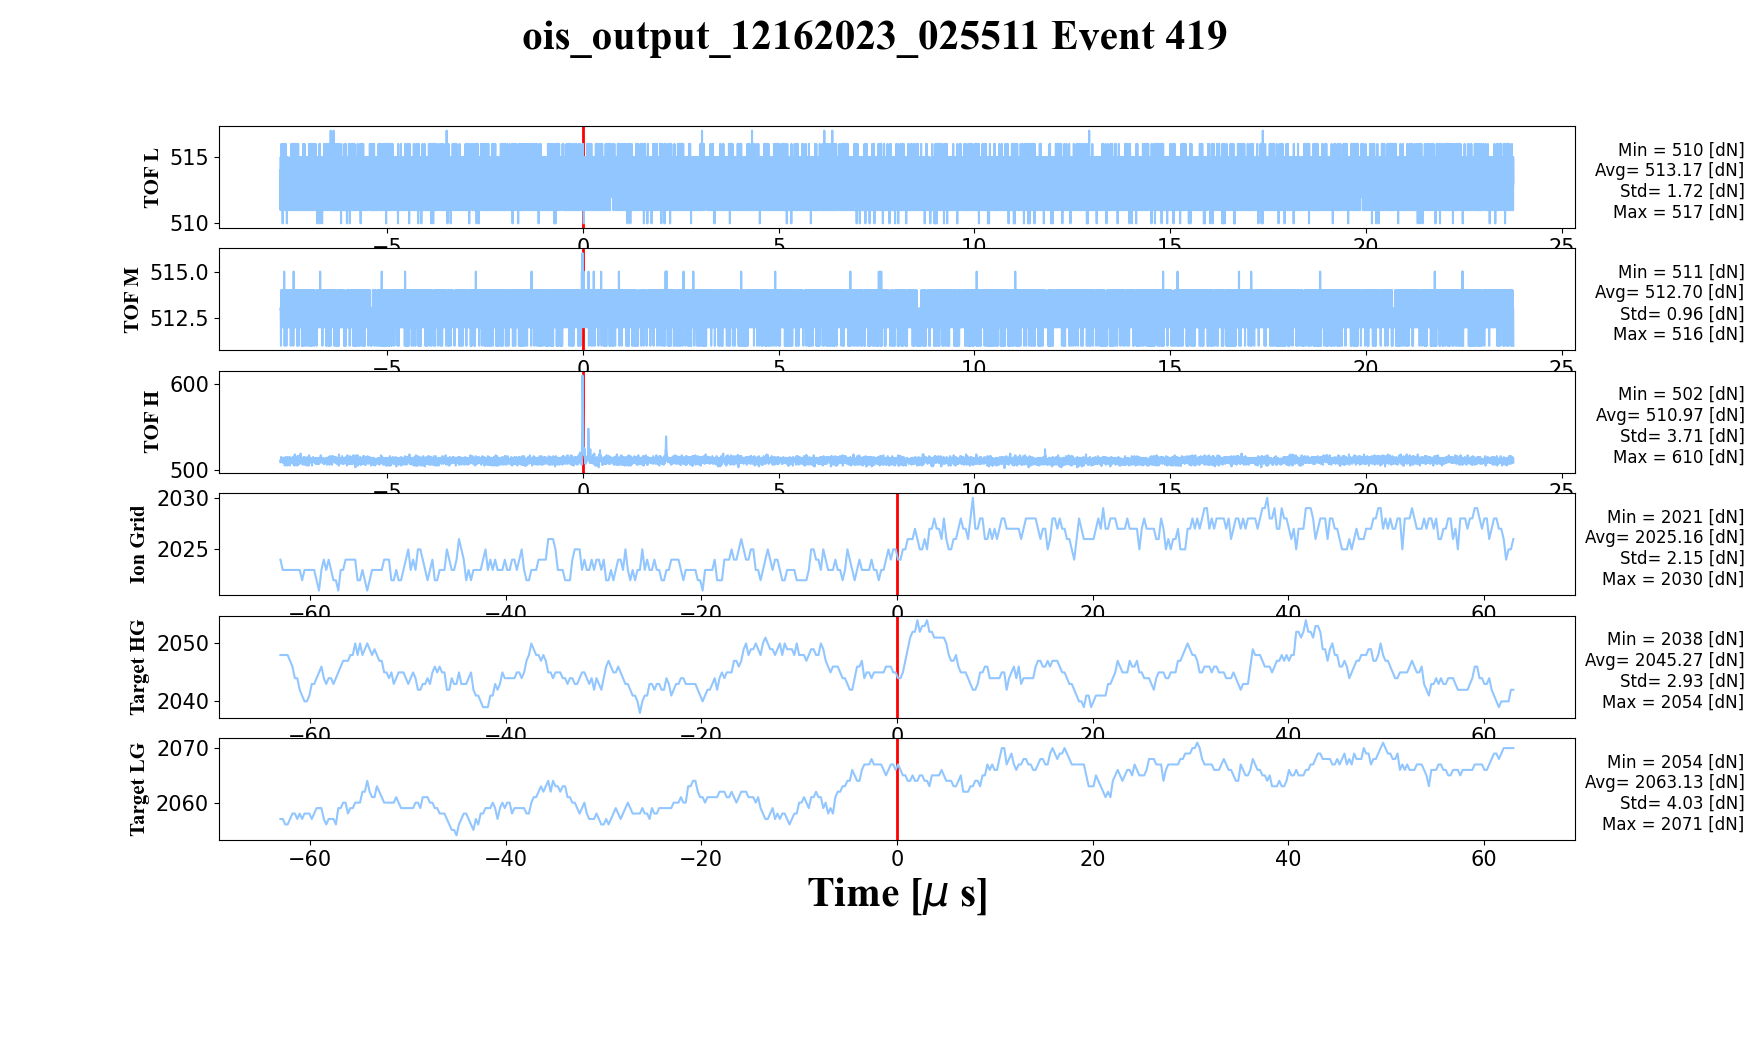 ois_output_12162023_025511 Event 419
TOF L
515
510
−5 0 5 10 15 20 25
Min = 510 [dN]
Avg= 513.17 [dN]
Std= 1.72 [dN]
Max = 517 [dN]
TOF M
515.0
512.5
−5 0 5 10 15 20 25
Min = 511 [dN]
Avg= 512.70 [dN]
Std= 0.96 [dN]
Max = 516 [dN]
TOF H
600
500
−5 0 5 10 15 20 25
Min = 502 [dN]
Avg= 510.97 [dN]
Std= 3.71 [dN]
Max = 610 [dN]
Ion Grid
2030
2025
−60 −40 −20 0 20 40 60
Min = 2021 [dN]
Avg= 2025.16 [dN]
Std= 2.15 [dN]
Max = 2030 [dN]
Target HG
2050
2040
−60 −40 −20 0 20 40 60
Min = 2038 [dN]
Avg= 2045.27 [dN]
Std= 2.93 [dN]
Max = 2054 [dN]
Target LG
2070
2060
−60 −40 −20 0 20 40 60
Min = 2054 [dN]
Avg= 2063.13 [dN]
Std= 4.03 [dN]
Max = 2071 [dN]
Time [μ s]